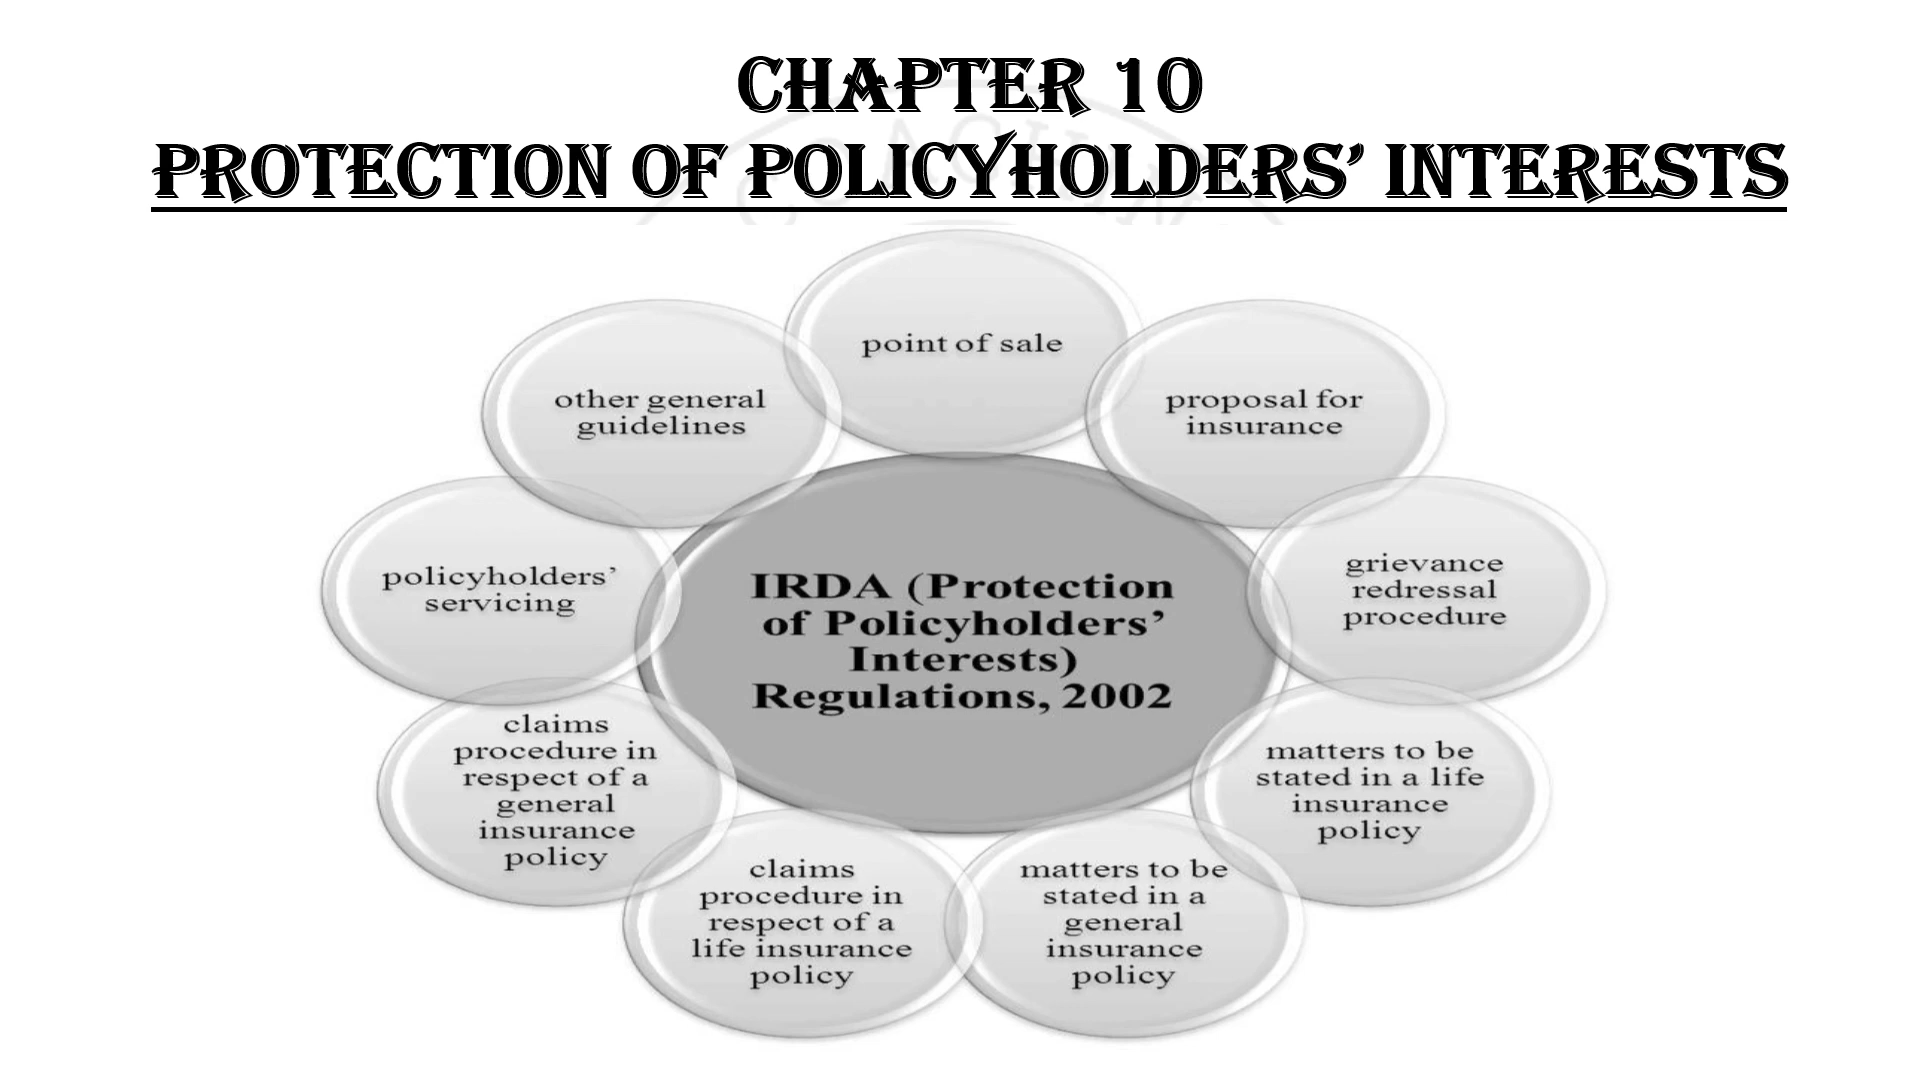 CHAPTER 10
PROTECTION OF POLICYHOLDERS’ INTERESTS
point of sale
proposal for
insurance
grievance
redressal
procedure
matters to be
stated in a life
insurance
policy
matters to be
stated in a
general
insurance
policy
claims
procedure in
respect of a
life insurance
policy
claims
procedure in
respect of a
general
insurance
policy
policyholders’
servicing
other general
guidelines
IRDA (Protection
of Policyholders’
Interests)
Regulations, 2002